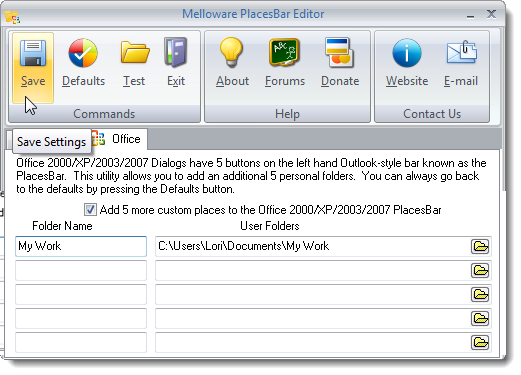 Melloware PlacesBar Editor
Save Defaults Test Exit About Forums Donate Website E-mail
Commands Help Contact Us
Save Settings
Office
Office 2000/XP/2003/2007 Dialogs have 5 buttons on the left hand Outlook-style bar known as the
PlacesBar. This utility allows you to add an additional 5 personal folders. You can always go back
to the defaults by pressing the Defaults button.
Add 5 more custom places to the Office 2000/XP/2003/2007 PlacesBar
Folder Name User Folders
My Work C:\Users\Lori\Documents\My Work